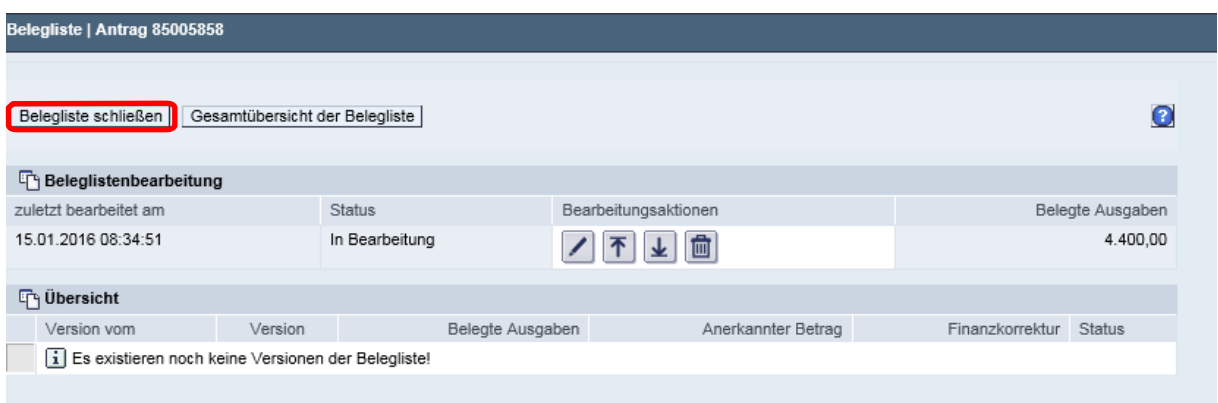 Belegliste | Antrag 85005858
Belegliste schließen Gesamtübersicht der Belegliste ?
Beleglistenbearbeitung
zuletzt bearbeitet am Status Bearbeitungsaktionen Belegte Ausgaben
15.01.2016 08:34:51 In Bearbeitung 4.400,00
Übersicht
Version vom Version Belegte Ausgaben Anerkannter Betrag Finanzkorrektur Status
i Es existieren noch keine Versionen der Belegliste!